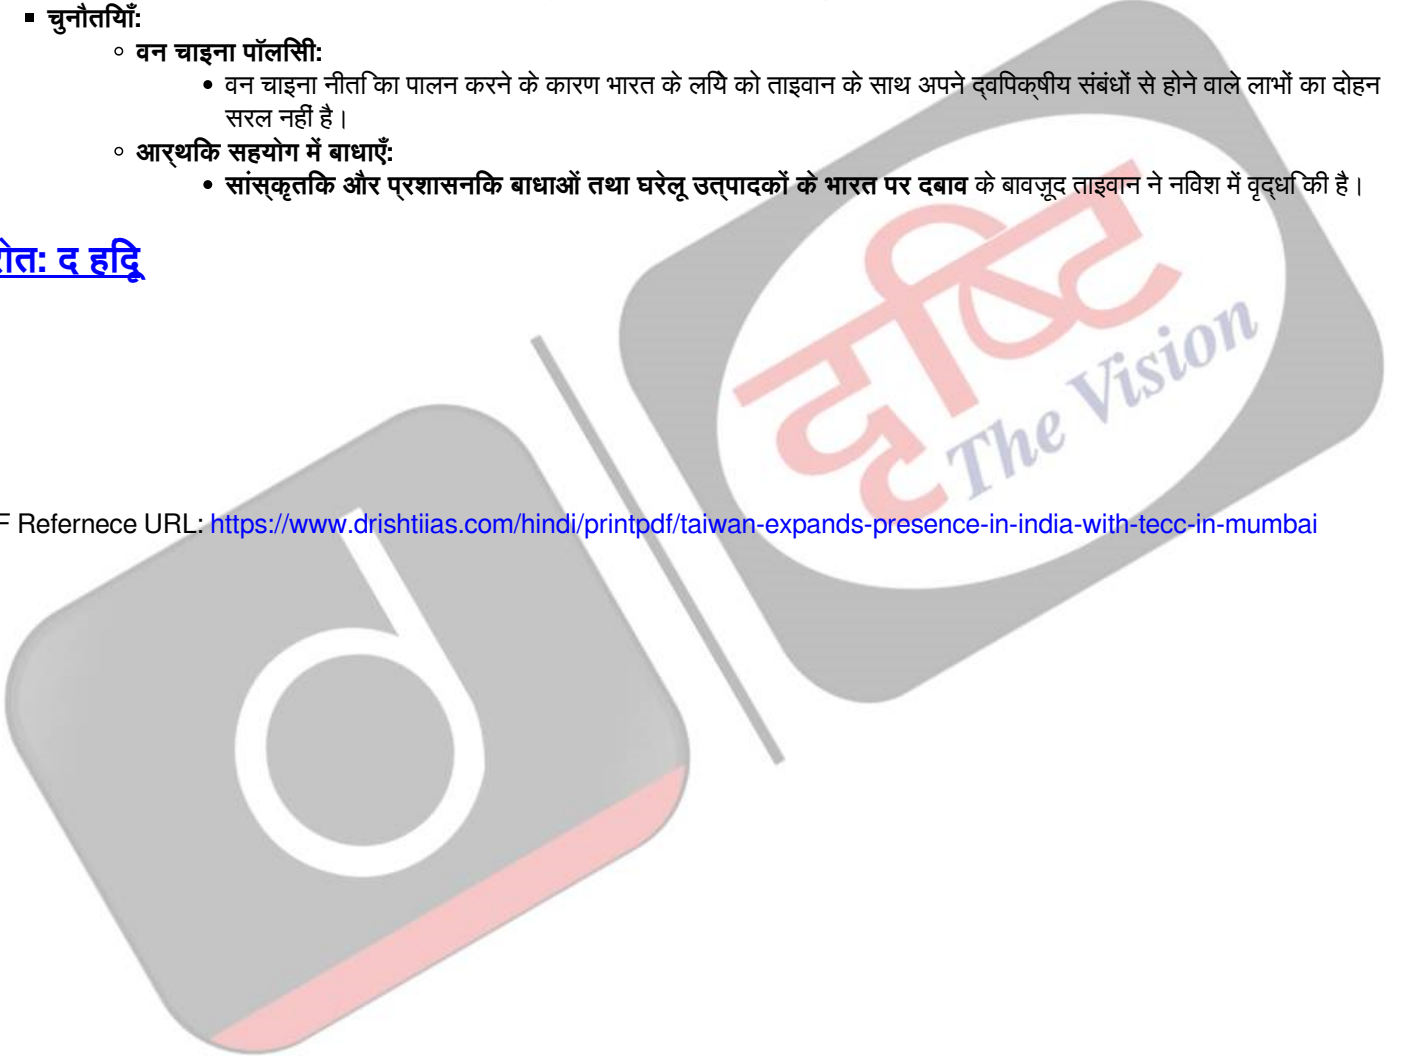 चुनौतियाँ:
वन चाइना पॉलिसी:
वन चाइना नीति का पालन करने के कारण भारत के लिये को ताइवान के साथ अपने द्विपक्षीय संबंधों से होने वाले लाभों का दोहन
सरल नहीं है।
आर्थिक सहयोग में बाधाएँ:
सांस्कृतिक और प्रशासनिक बाधाओं तथा घरेलू उत्पादकों के भारत पर दबाव के बावज़ूद ताइवान ने निवेश में वृद्धि की है।
द हिंदू
F Refernece URL: https://www.drishtiias.com/hindi/printpdf/taiwan-expands-presence-in-india-with-tecc-in-mumbai
दृष्टि
The Vision
d